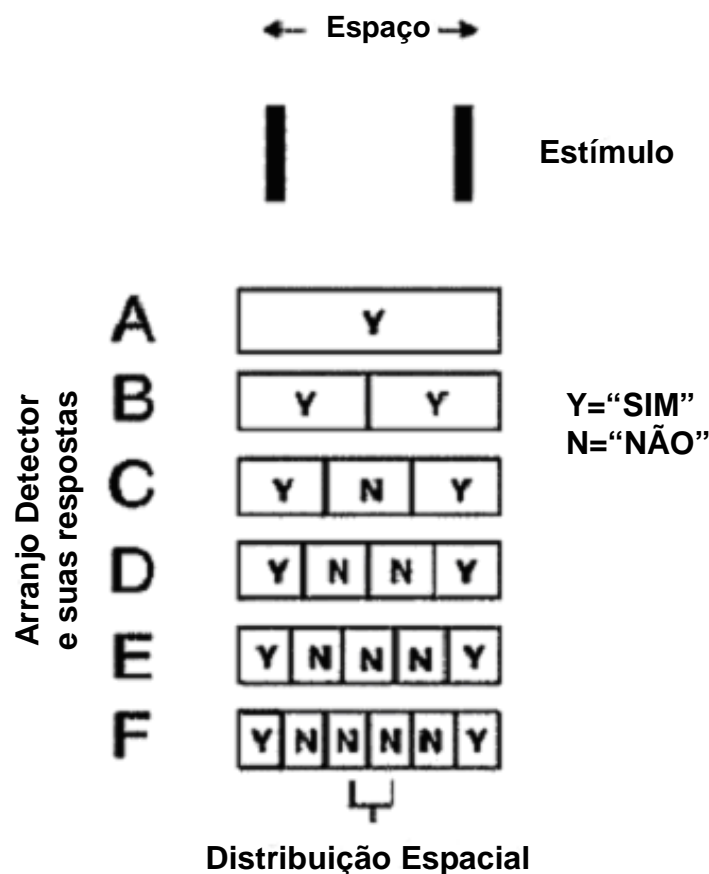 Espaço
Estímulo
A Y
B Y Y
Y="SIM"
N="NÃO"
C Y N Y
D Y N N Y
E Y N N N Y
F Y N N N N Y
Arranjo Detector
e suas respostas
Distribuição Espacial